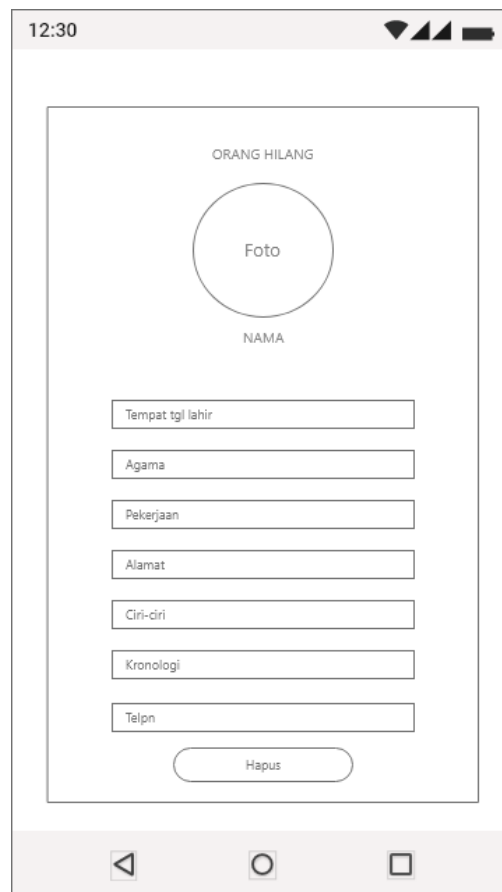 12:30
ORANG HILANG
Foto
NAMA
Tempat tgl lahir
Agama
Pekerjaan
Alamat
Ciri-ciri
Kronologi
Telpn
Hapus